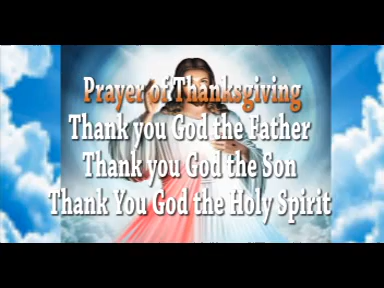 Prayer of Thanksgiving
Thank you God the Father
Thank you God the Son
Thank You God the Holy Spirit